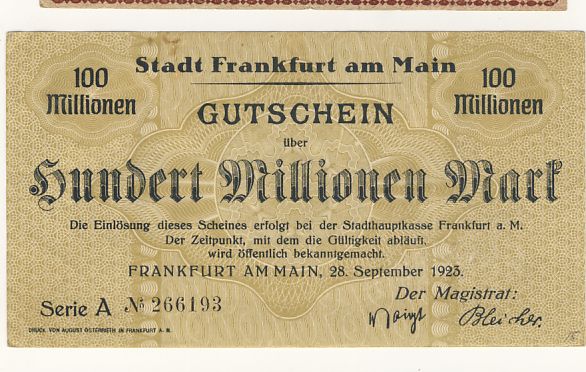 Stadt Frankfurt am Main
100
Millionen
100
Millionen
GUTSCHEIN
über
Hundert Millionen Mark
Die Einlösung dieses Scheines erfolgt bei der Stadthauptkasse Frankfurt a. M.
Der Zeitpunkt, mit dem die Gültigkeit abläuft,
wird öffentlich bekanntgemacht.
FRANKFURT AM MAIN, 28. September 1923.
Der Magistrat:
Serie A № 266193
Voigt Bleicher.
DRUCK VON AUGUST OSTERRIETH IN FRANKFURT A. M.